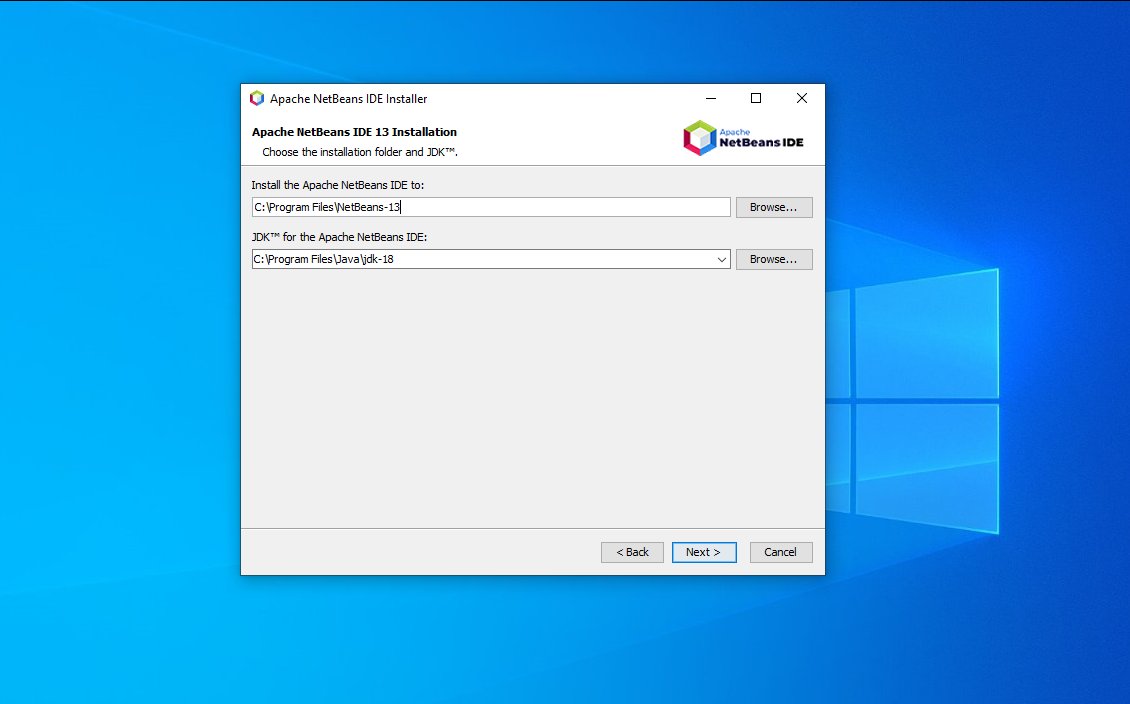 Apache NetBeans IDE Installer
Apache NetBeans IDE 13 Installation
Choose the installation folder and JDK™.
Apache
NetBeans IDE
Install the Apache NetBeans IDE to:
C:\Program Files\NetBeans-13
Browse...
JDK™ for the Apache NetBeans IDE:
C:\Program Files\Java\jdk-18
Browse...
< Back
Next >
Cancel